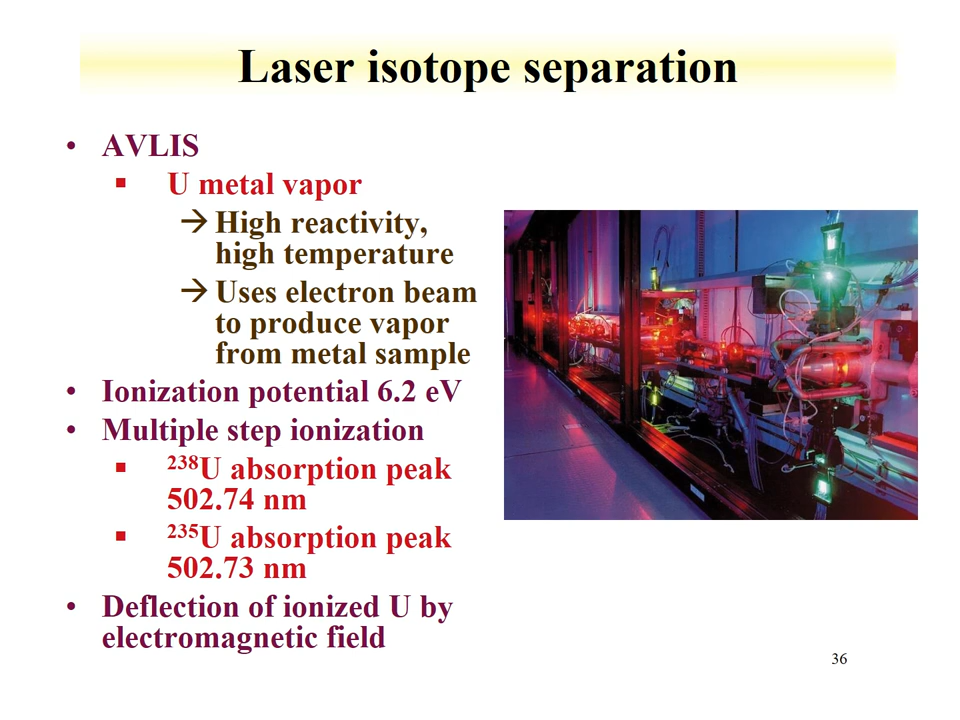 Laser isotope separation
• AVLIS
▪ U metal vapor
→ High reactivity,
high temperature
→ Uses electron beam
to produce vapor
from metal sample
• Ionization potential 6.2 eV
• Multiple step ionization
▪ ²³⁸U absorption peak
502.74 nm
▪ ²³⁵U absorption peak
502.73 nm
• Deflection of ionized U by
electromagnetic field
36